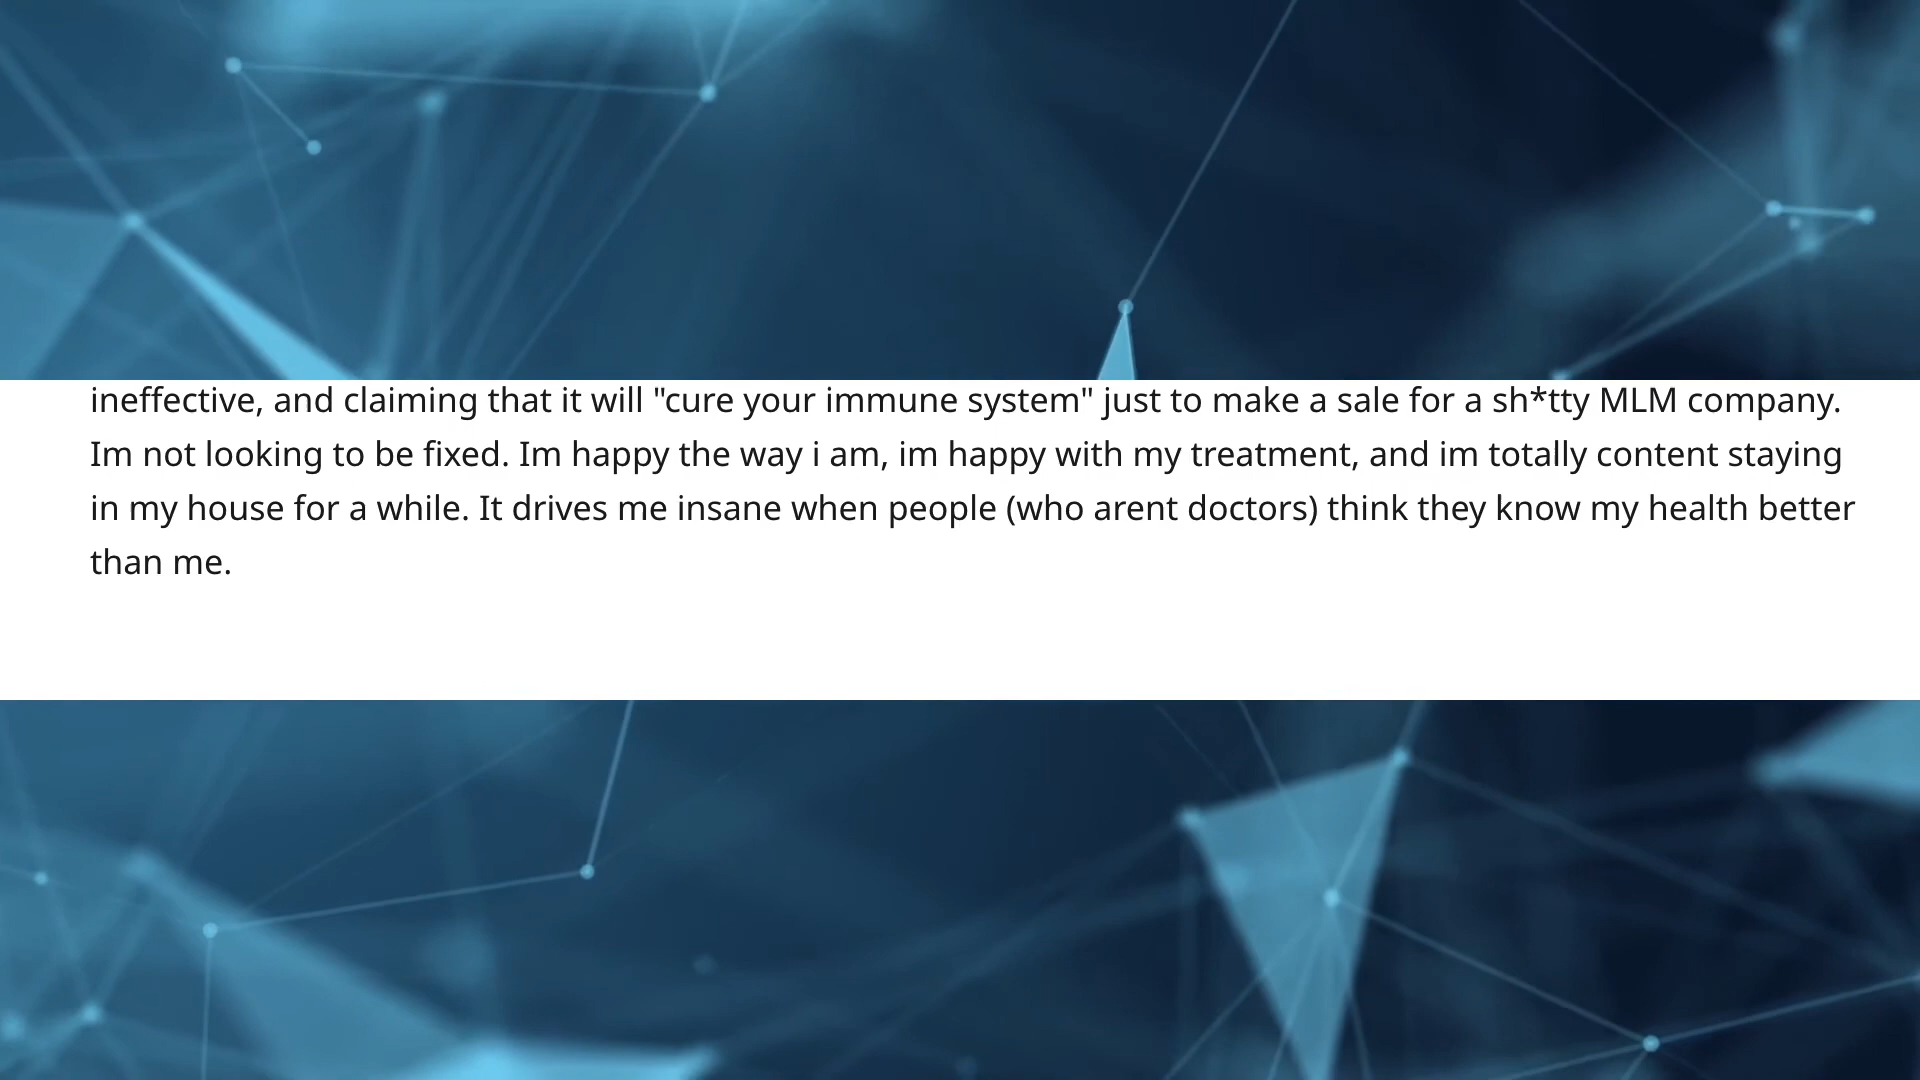 ineffective, and claiming that it will "cure your immune system" just to make a sale for a sh*tty MLM company.
Im not looking to be fixed. Im happy the way i am, im happy with my treatment, and im totally content staying
in my house for a while. It drives me insane when people (who arent doctors) think they know my health better
than me.